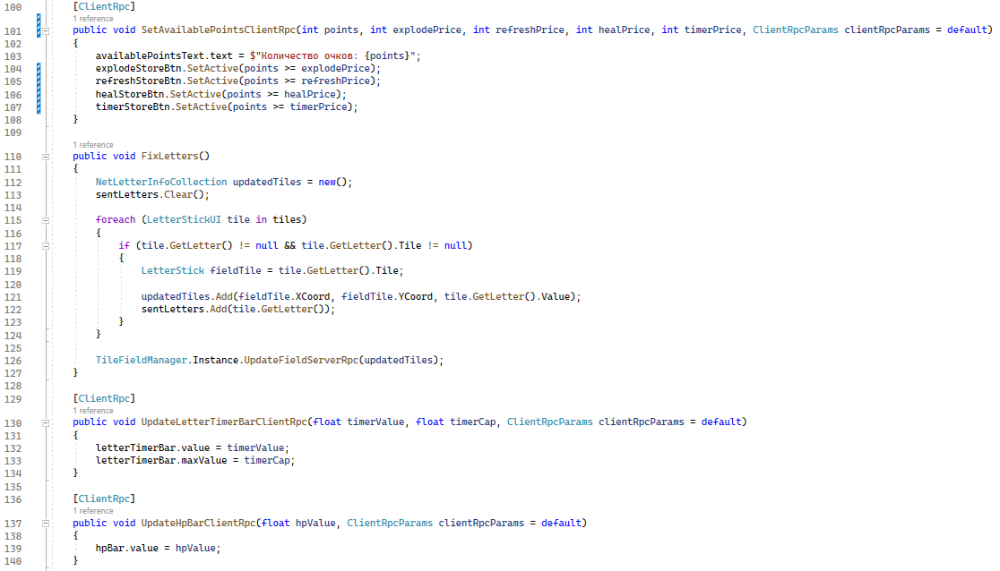 100 [ClientRpc]
1 reference
101 public void SetAvailablePointsClientRpc(int points, int explodePrice, int refreshPrice, int healPrice, int timerPrice, ClientRpcParams clientRpcParams = default)
102 {
103 availablePointsText.text = $"Количество очков: {points}";
104 explodeStoreBtn.SetActive(points >= explodePrice);
105 refreshStoreBtn.SetActive(points >= refreshPrice);
106 healStoreBtn.SetActive(points >= healPrice);
107 timerStoreBtn.SetActive(points >= timerPrice);
108 }
109
1 reference
110 public void FixLetters()
111 {
112 NetLetterInfoCollection updatedTiles = new();
113 sentLetters.Clear();
114
115 foreach (LetterStickUI tile in tiles)
116 {
117 if (tile.GetLetter() != null && tile.GetLetter().Tile != null)
118 {
119 LetterStick fieldTile = tile.GetLetter().Tile;
120
121 updatedTiles.Add(fieldTile.XCoord, fieldTile.YCoord, tile.GetLetter().Value);
122 sentLetters.Add(tile.GetLetter());
123 }
124 }
125
126 TileFieldManager.Instance.UpdateFieldServerRpc(updatedTiles);
127 }
128
129 [ClientRpc]
1 reference
130 public void UpdateLetterTimerBarClientRpc(float timerValue, float timerCap, ClientRpcParams clientRpcParams = default)
131 {
132 letterTimerBar.value = timerValue;
133 letterTimerBar.maxValue = timerCap;
134 }
135
136 [ClientRpc]
1 reference
137 public void UpdateHpBarClientRpc(float hpValue, ClientRpcParams clientRpcParams = default)
138 {
139 hpBar.value = hpValue;
140 }